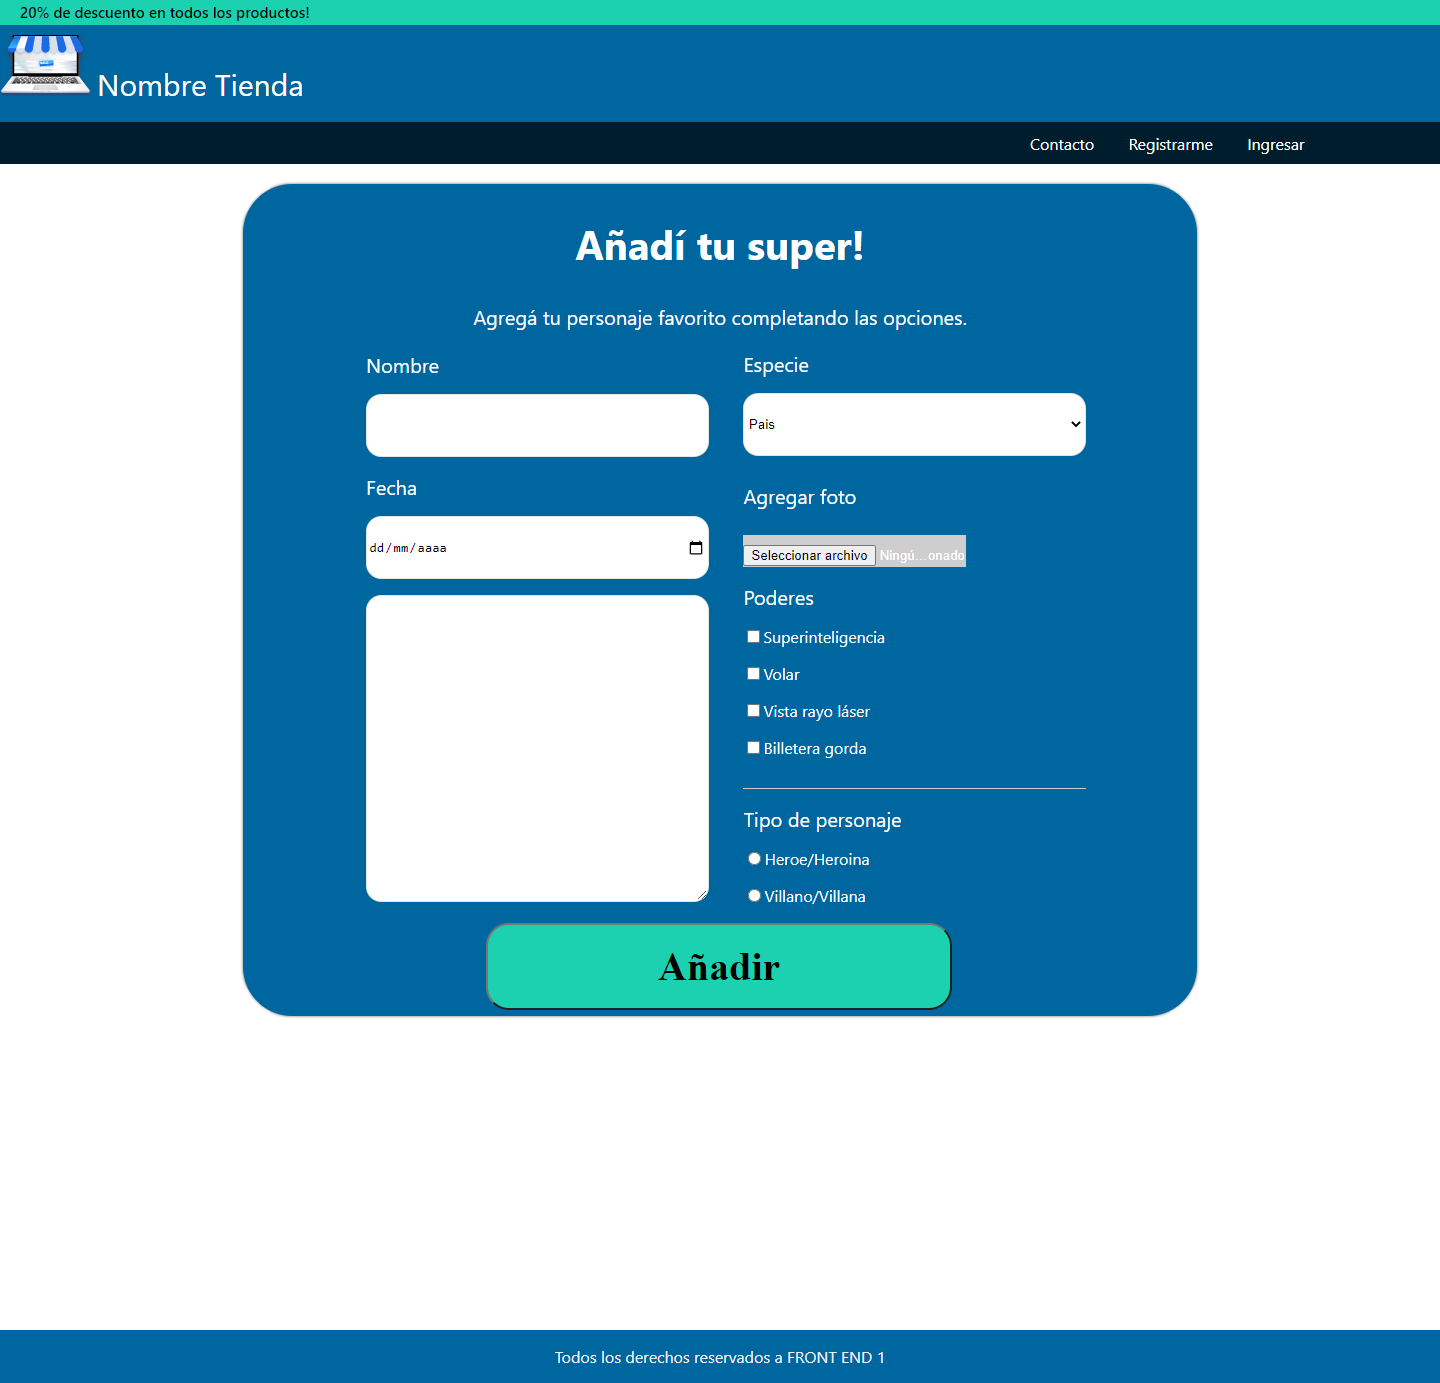 20% de descuento en todos los productos!
Nombre Tienda
Contacto Registrarme Ingresar
Añadí tu super!
Agregá tu personaje favorito completando las opciones.
Nombre
Fecha
dd/mm/aaaa
Especie
Pais
Agregar foto
Seleccionar archivo Ningú...onado
Poderes
Superinteligencia
Volar
Vista rayo láser
Billetera gorda
Tipo de personaje
Heroe/Heroina
Villano/Villana
Añadir
Todos los derechos reservados a FRONT END 1